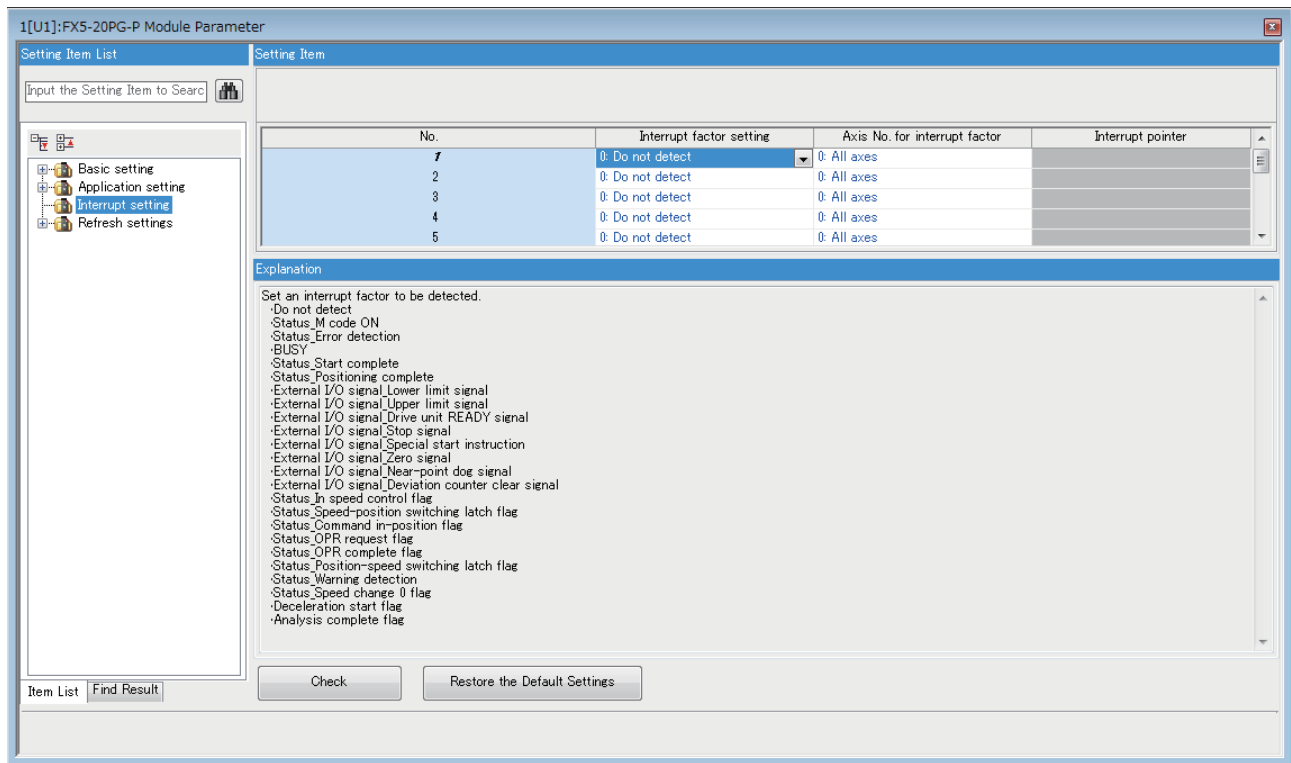 1[U1]:FX5-20PG-P Module Parameter
Setting Item List
Setting Item
Input the Setting Item to Searc
No. Interrupt factor setting Axis No. for interrupt factor Interrupt pointer
1 0: Do not detect 0: All axes
2 0: Do not detect 0: All axes
3 0: Do not detect 0: All axes
4 0: Do not detect 0: All axes
5 0: Do not detect 0: All axes
Basic setting
Application setting
Interrupt setting
Refresh settings
Explanation
Set an interrupt factor to be detected.
·Do not detect
·Status_M code ON
·Status_Error detection
·BUSY
·Status_Start complete
·Status_Positioning complete
·External I/O signal_Lower limit signal
·External I/O signal_Upper limit signal
·External I/O signal_Drive unit READY signal
·External I/O signal_Stop signal
·External I/O signal_Special start instruction
·External I/O signal_Zero signal
·External I/O signal_Near-point dog signal
·External I/O signal_Deviation counter clear signal
·Status_In speed control flag
·Status_Speed-position switching latch flag
·Status_Command in-position flag
·Status_OPR request flag
·Status_OPR complete flag
·Status_Position-speed switching latch flag
·Status_Warning detection
·Status_Speed change 0 flag
·Deceleration start flag
·Analysis complete flag
Item List Find Result
Check Restore the Default Settings